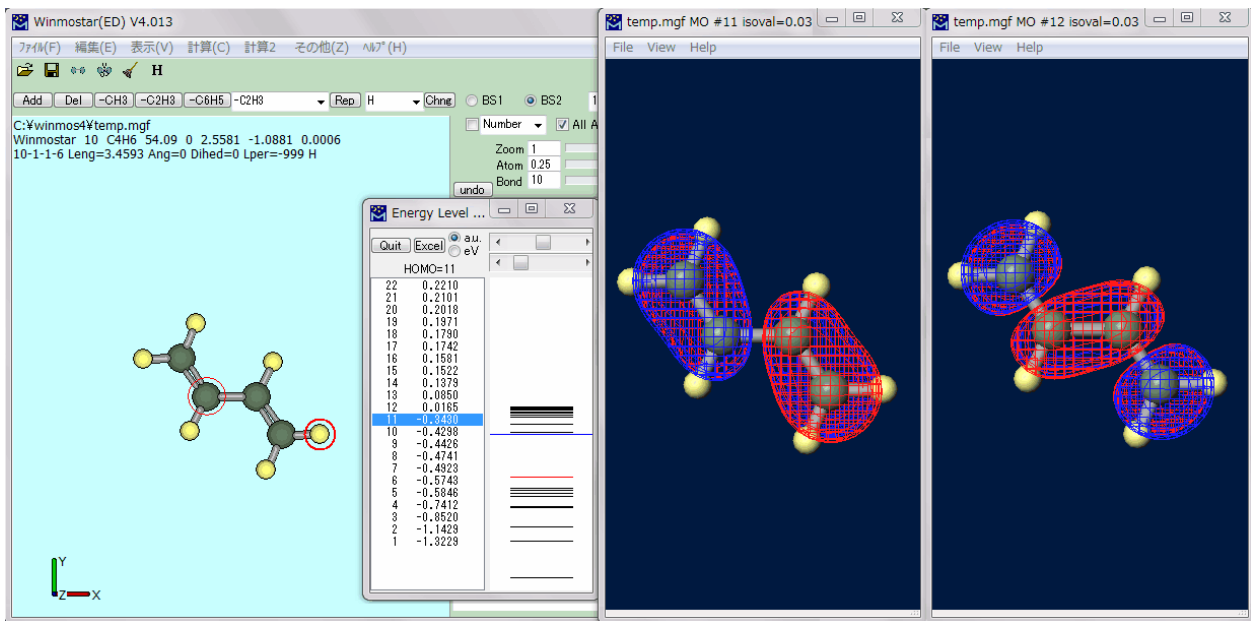 Winmostar(ED) V4.013
ﾌｧｲﾙ(F) 編集(E) 表示(V) 計算(C) 計算2 その他(Z) ﾍﾙﾌﾟ(H)
H
Add Del -CH3 -C2H3 -C6H5 -C2H3 Rep H Chng BS1 BS2 1
C:¥winmos4¥temp.mgf
Winmostar 10 C4H6 54.09 0 2.5581 -1.0881 0.0006
10-1-1-6 Leng=3.4593 Ang=0 Dihed=0 Lper=-999 H
Number All A
Zoom 1
Atom 0.25
Bond 10
undo
Energy Level ...
Quit Excel a.u.
eV
HOMO=11
22 0.2210
21 0.2101
20 0.2018
19 0.1971
18 0.1790
17 0.1742
16 0.1581
15 0.1522
14 0.1379
13 0.0850
12 0.0165
11 -0.3430
10 -0.4298
9 -0.4426
8 -0.4741
7 -0.4923
6 -0.5743
5 -0.5846
4 -0.7412
3 -0.8520
2 -1.1429
1 -1.3229
Y
Z X
temp.mgf MO #11 isoval=0.03
File View Help
temp.mgf MO #12 isoval=0.03
File View Help